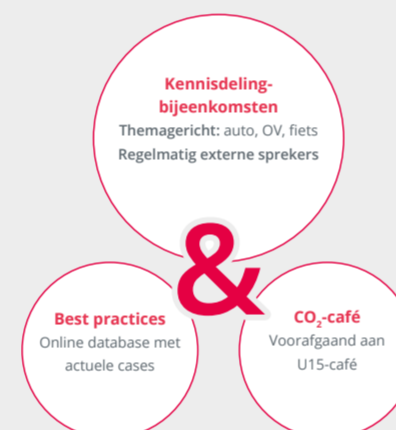 Kennisdeling-
bijeenkomsten
Themagericht: auto, OV, fiets
Regelmatig externe sprekers
&
Best practices
Online database met
actuele cases
CO₂-café
Voorafgaand aan
U15-café